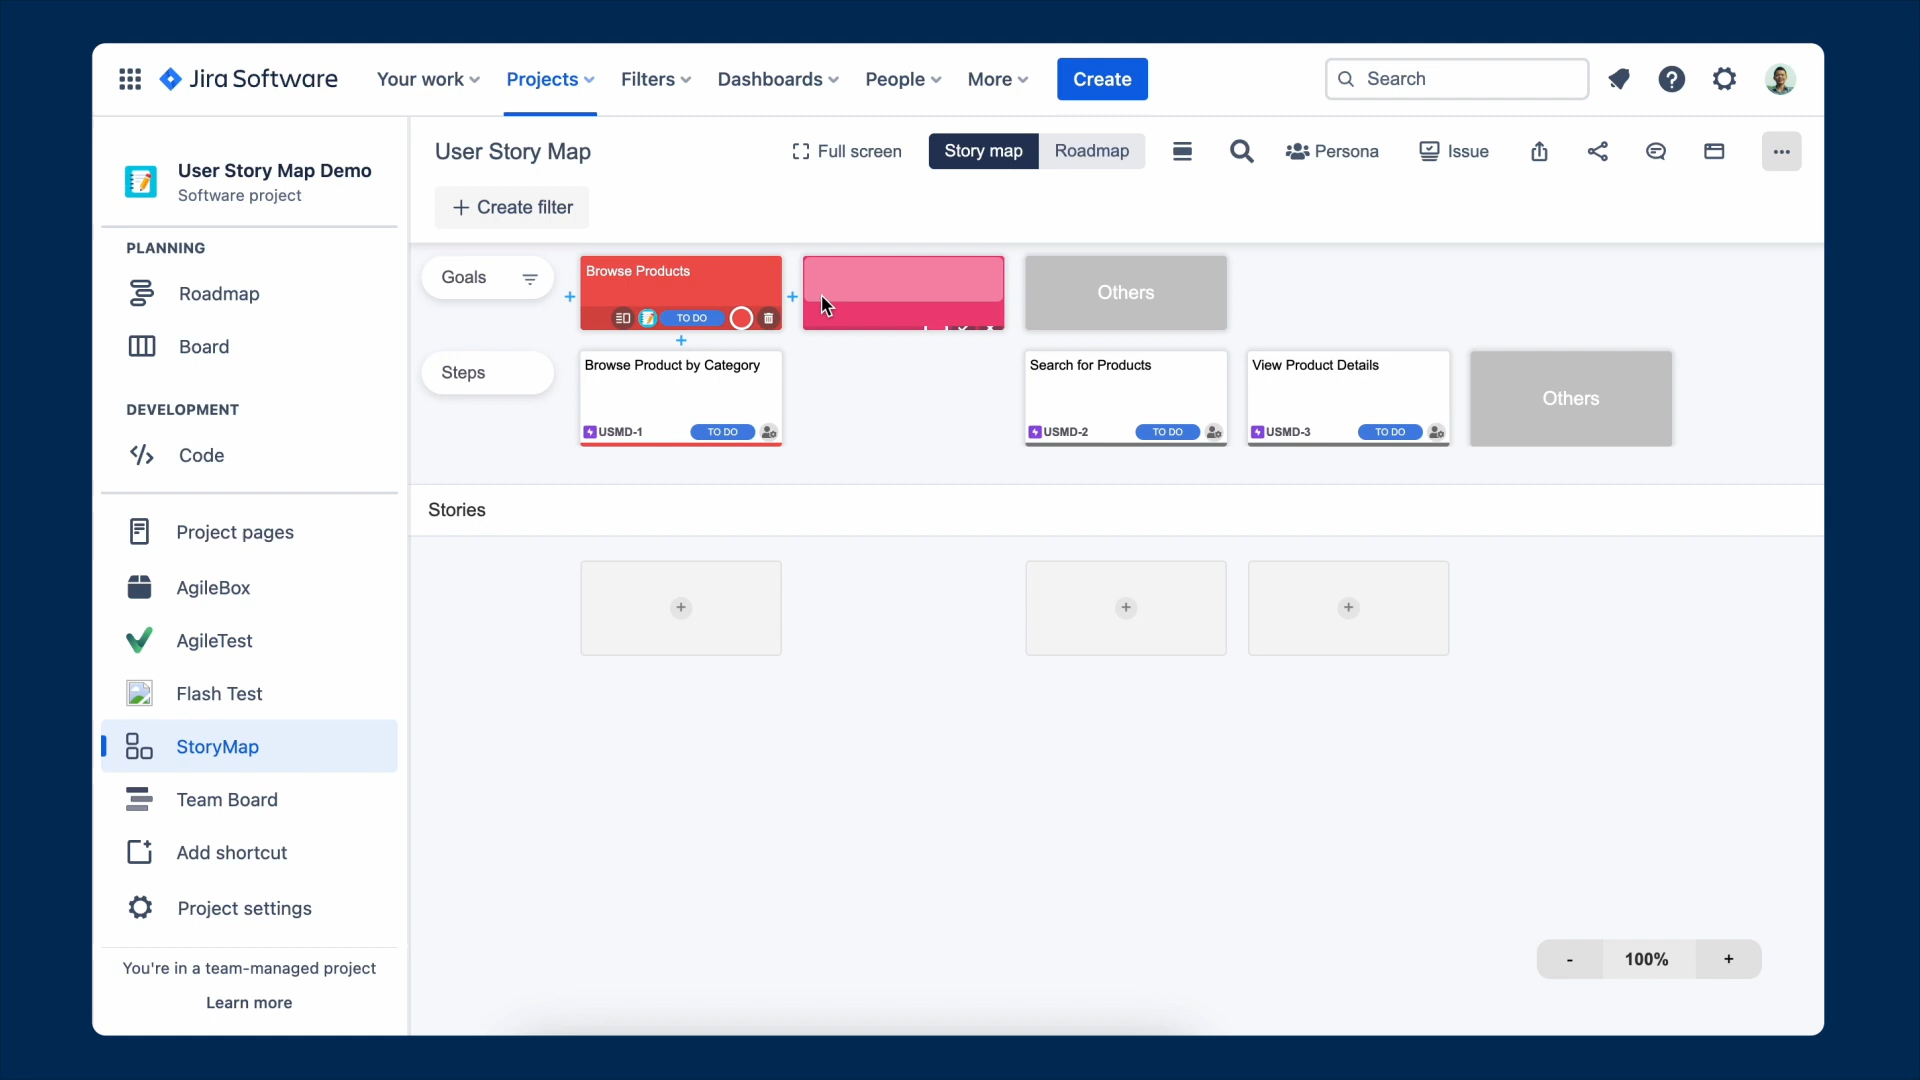 Jira Software
Your work
Projects
Filters
Dashboards
People
More
Create
Search
User Story Map Demo
Software project
PLANNING
Roadmap
Board
DEVELOPMENT
Code
Project pages
AgileBox
AgileTest
Flash Test
StoryMap
Team Board
Add shortcut
Project settings
You're in a team-managed project
Learn more
User Story Map
Full screen
Story map
Roadmap
Persona
Issue
+ Create filter
Goals
Browse Products
TO DO
Others
Steps
Browse Product by Category
USMD-1
TO DO
Search for Products
USMD-2
TO DO
View Product Details
USMD-3
TO DO
Others
Stories
- 100% +